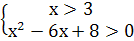 x > 3
x² − 6x + 8 > 0